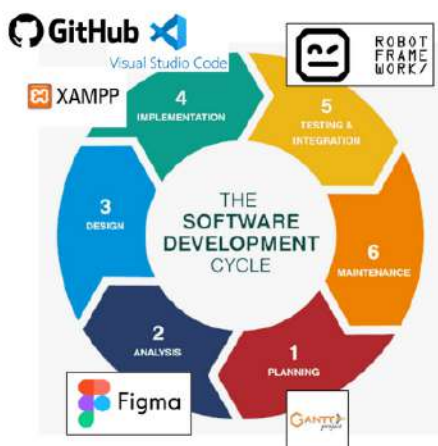 GitHub
Visual Studio Code
XAMPP
ROBOT
FRAME
WORK/
4
IMPLEMENTATION
5
TESTING &
INTEGRATION
3
DESIGN
THE
SOFTWARE
DEVELOPMENT
CYCLE
6
MAINTENANCE
2
ANALYSIS
1
PLANNING
Figma
GANTT
project